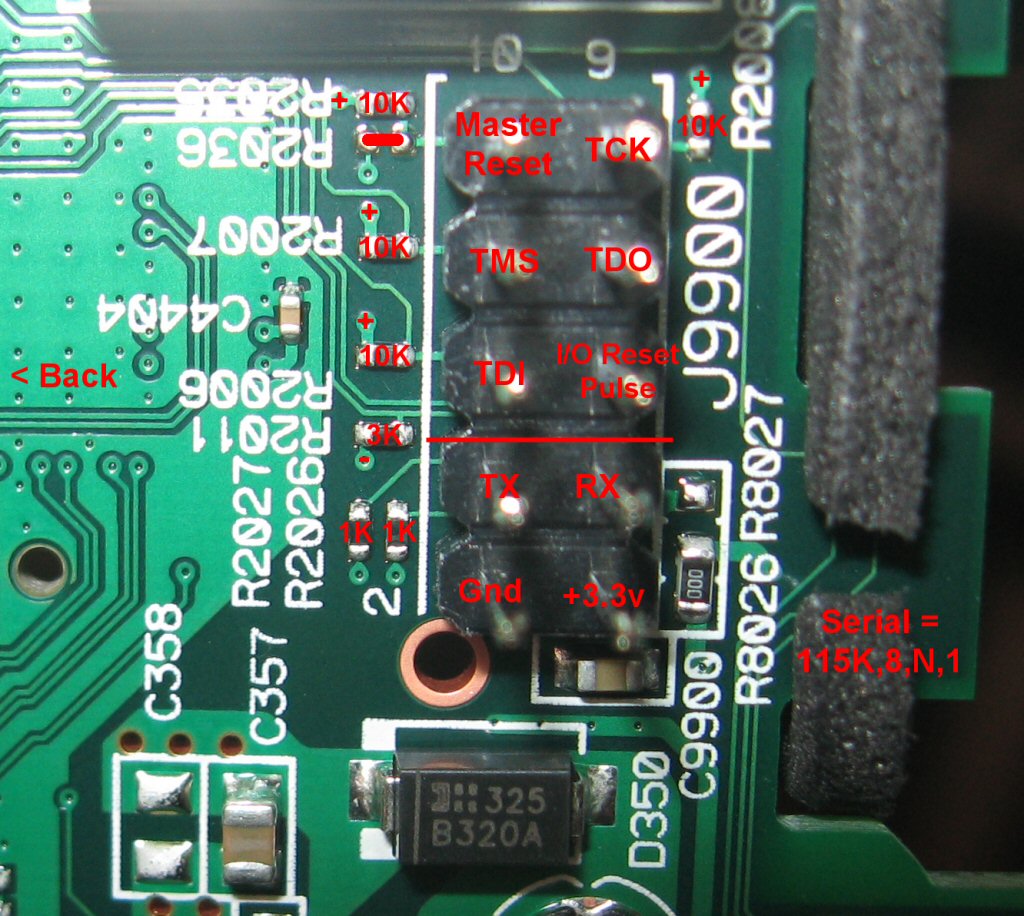 10 9
R2035
+ 10K
+
10K
R2008
R2036
Master
Reset
TCK
J9900
+
R2007
10K
TMS
TDO
C4404
+
10K
TDI
I/O Reset
Pulse
< Back
R2006
R2011
3K
-
R2027
R2026
TX
RX
R8027
R8026
1K 1K
2
000
Gnd
+3.3v
Serial =
115K,8,N,1
C358
C357
C9900
325
B320A
D350